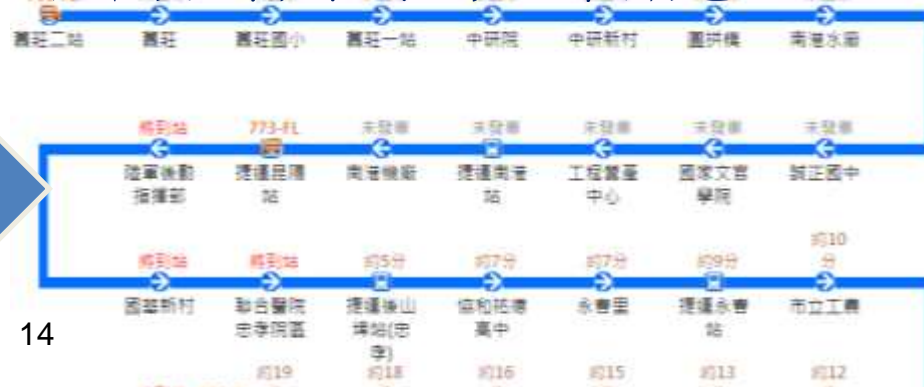 舊莊二站 舊莊 舊莊國小 舊莊一站 中研院 中研新村 南港水廠
將到站 773-FL 未發車 未發車 未發車 未發車 未發車
陸軍後勤 捷運昆陽 南港機廠 捷運南港 工程營產 國家文官 誠正國中
指揮部 站 站 中心 學院
約10
將到站 將到站 約5分 約7分 約7分 約9分 分
國華新村 聯合醫院 捷運後山 協和祐德 永春里 捷運永春 市立工農
忠孝院區 埤站(忠 高中 站
14
孝)
約19 約18 約16 約15 約13 約12